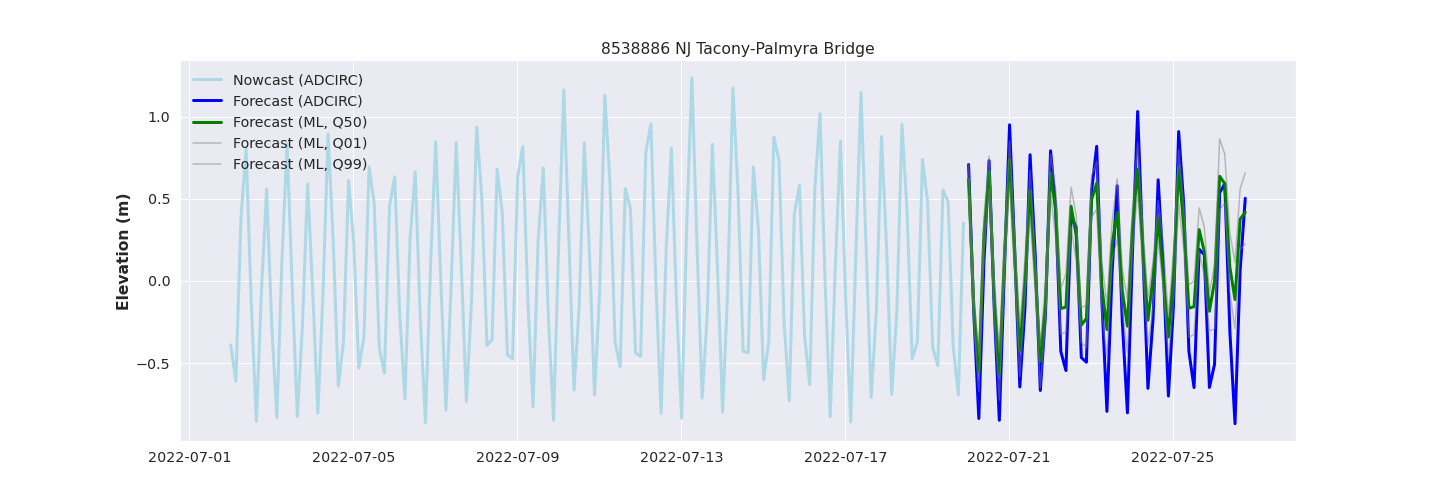 8538886 NJ Tacony-Palmyra Bridge
Nowcast (ADCIRC)
Forecast (ADCIRC)
Forecast (ML, Q50)
Forecast (ML, Q01)
Forecast (ML, Q99)
Elevation (m)
1.0
0.5
0.0
−0.5
2022-07-01 2022-07-05 2022-07-09 2022-07-13 2022-07-17 2022-07-21 2022-07-25